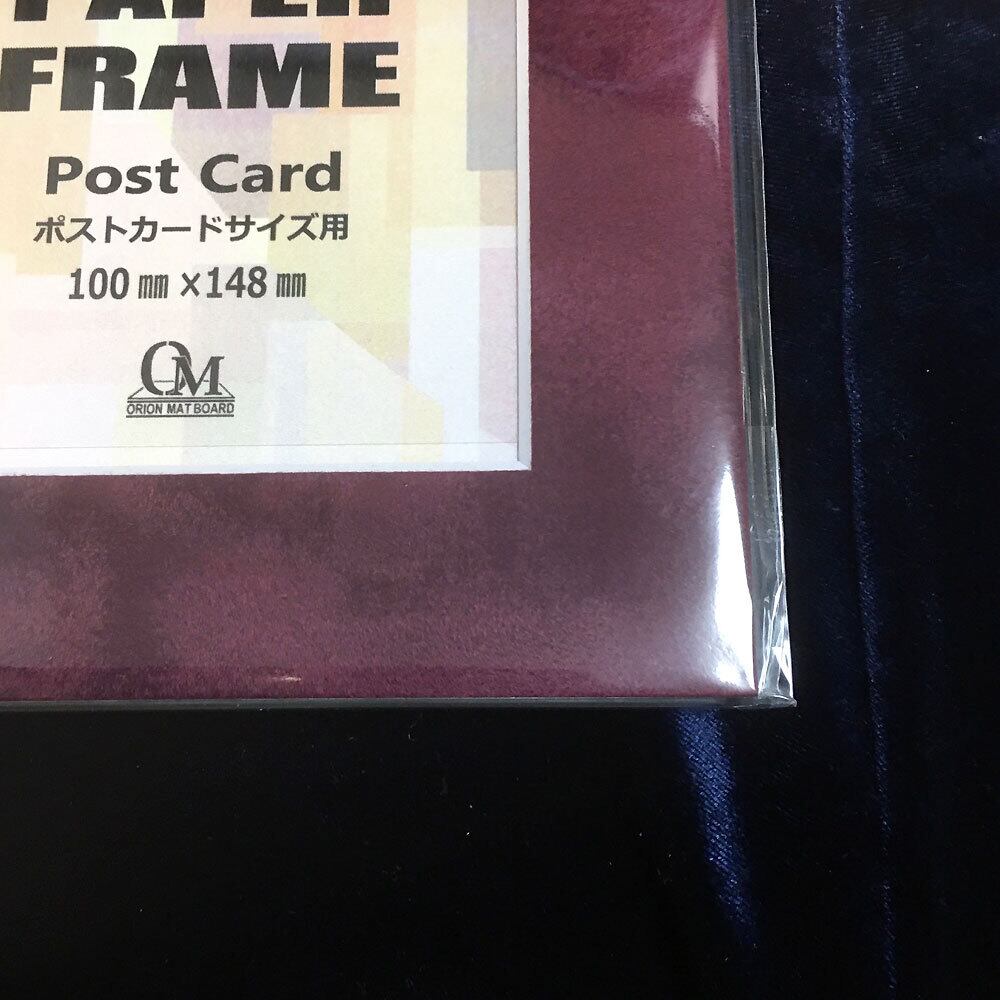 PAPER
FRAME
Post Card
ポストカードサイズ用
100㎜×148㎜
OM
ORION MAT BOARD